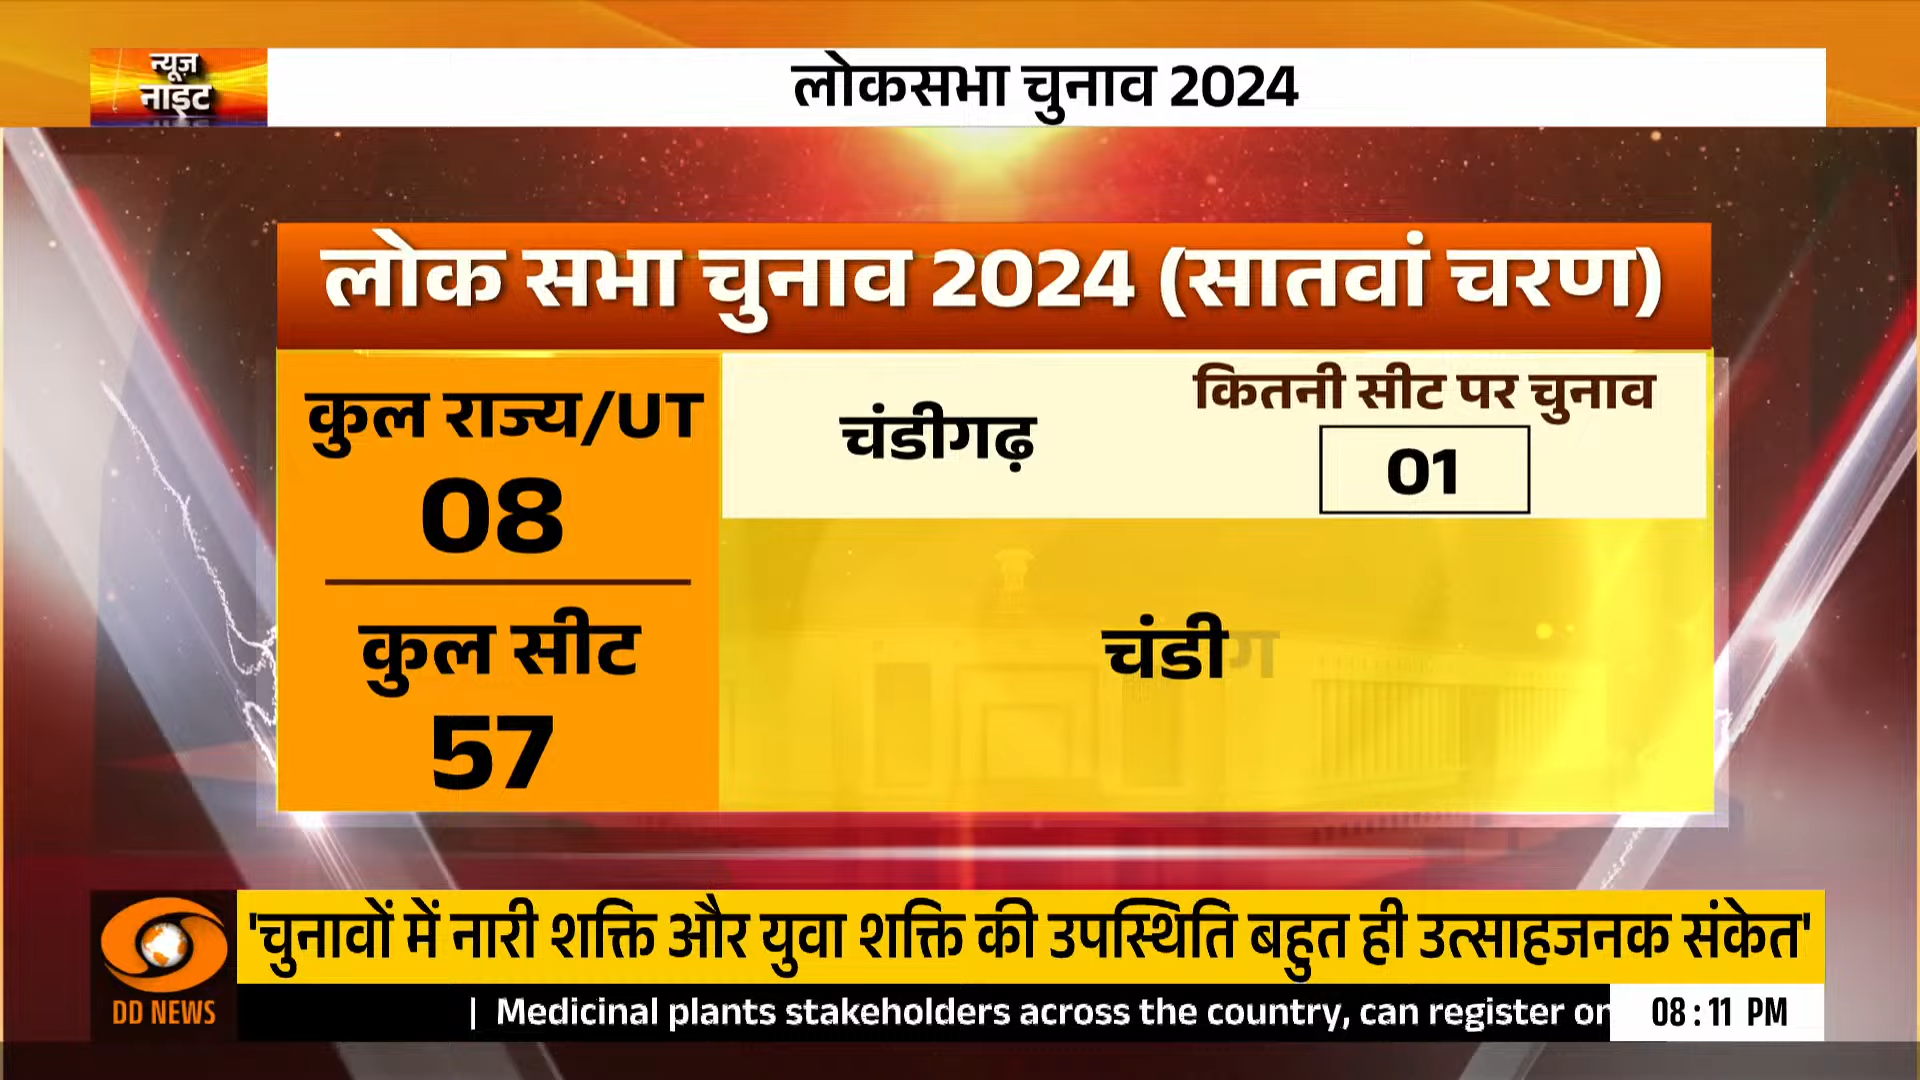 न्यूज़
नाइट
लोकसभा चुनाव 2024
लोक सभा चुनाव 2024 (सातवां चरण)
कुल राज्य/UT
08
कुल सीट
57
चंडीगढ़
कितनी सीट पर चुनाव
01
चंडीग
'चुनावों में नारी शक्ति और युवा शक्ति की उपस्थिति बहुत ही उत्साहजनक संकेत'
DD NEWS
| Medicinal plants stakeholders across the country, can register on
08:11 PM